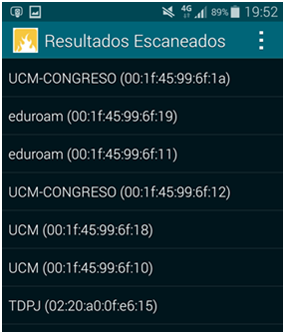 4G 89% 19:52
Resultados Escaneados
UCM-CONGRESO (00:1f:45:99:6f:1a)
eduroam (00:1f:45:99:6f:19)
eduroam (00:1f:45:99:6f:11)
UCM-CONGRESO (00:1f:45:99:6f:12)
UCM (00:1f:45:99:6f:18)
UCM (00:1f:45:99:6f:10)
TDPJ (02:20:a0:0f:e6:15)